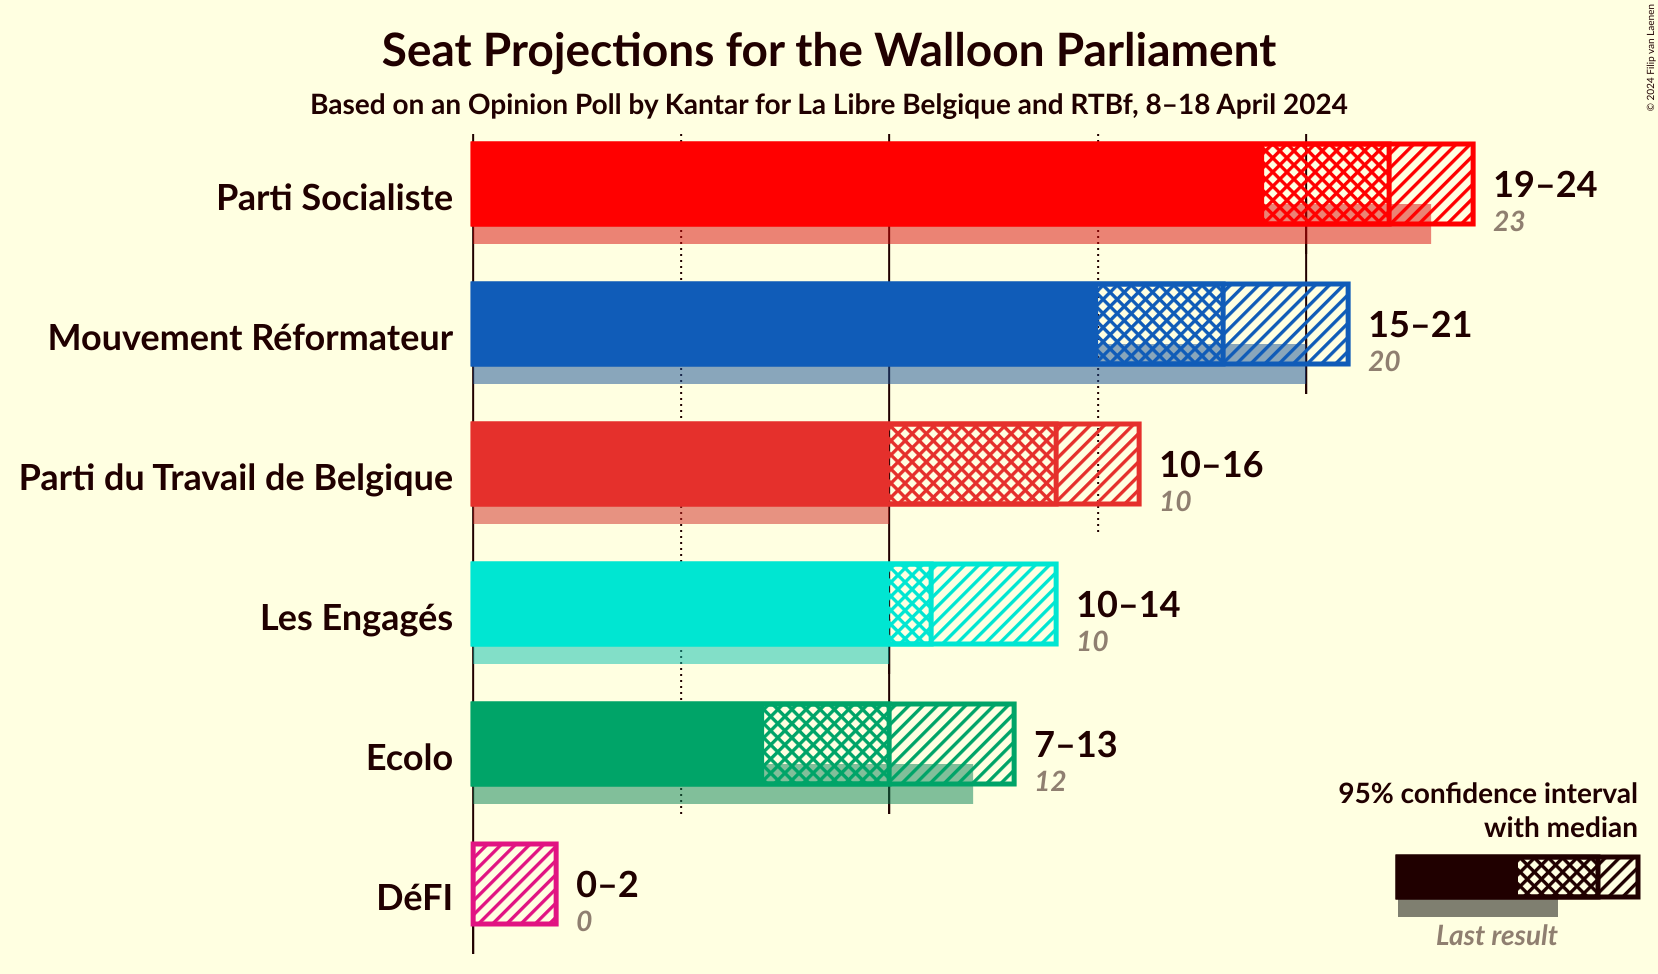 Seat Projections for the Walloon Parliament
Based on an Opinion Poll by Kantar for La Libre Belgique and RTBf, 8–18 April 2024
© 2024 Filip van Laenen
Parti Socialiste
19–24
23
Mouvement Réformateur
15–21
20
Parti du Travail de Belgique
10–16
10
Les Engagés
10–14
10
Ecolo
7–13
12
DéFI
0–2
0
95% confidence interval
with median
Last result